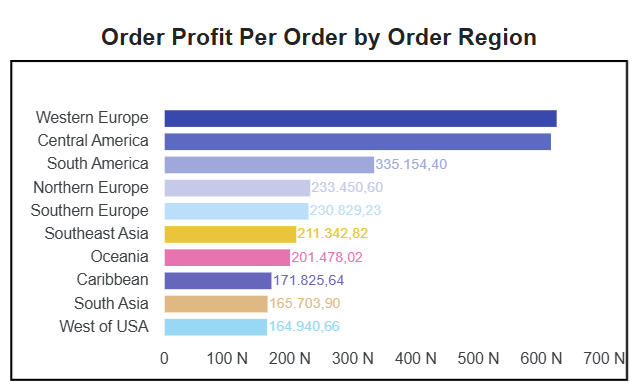 Order Profit Per Order by Order Region
Western Europe
Central America
South America 335.154,40
Northern Europe 233.450,60
Southern Europe 230.829,23
Southeast Asia 211.342,82
Oceania 201.478,02
Caribbean 171.825,64
South Asia 165.703,90
West of USA 164.940,66
0 100 N 200 N 300 N 400 N 500 N 600 N 700 N